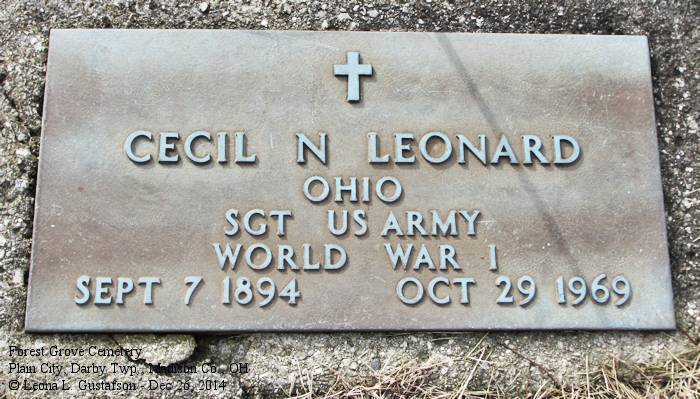 CECIL N LEONARD
OHIO
SGT US ARMY
WORLD WAR I
SEPT 7 1894 OCT 29 1969
Forest Grove Cemetery
Plain City, Darby Twp., Madison Co., OH
© Leona L. Gustafson - Dec 26, 2014